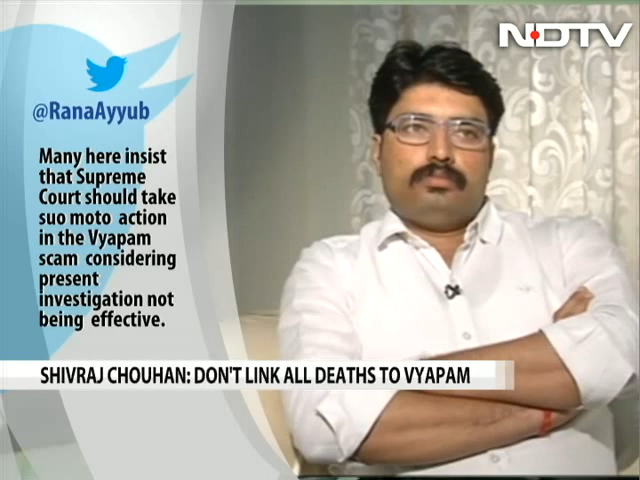 NDTV
@RanaAyyub
Many here insist
that Supreme
Court should take
suo moto action
in the Vyapam
scam considering
present
investigation not
being effective.
SHIVRAJ CHOUHAN: DON'T LINK ALL DEATHS TO VYAPAM